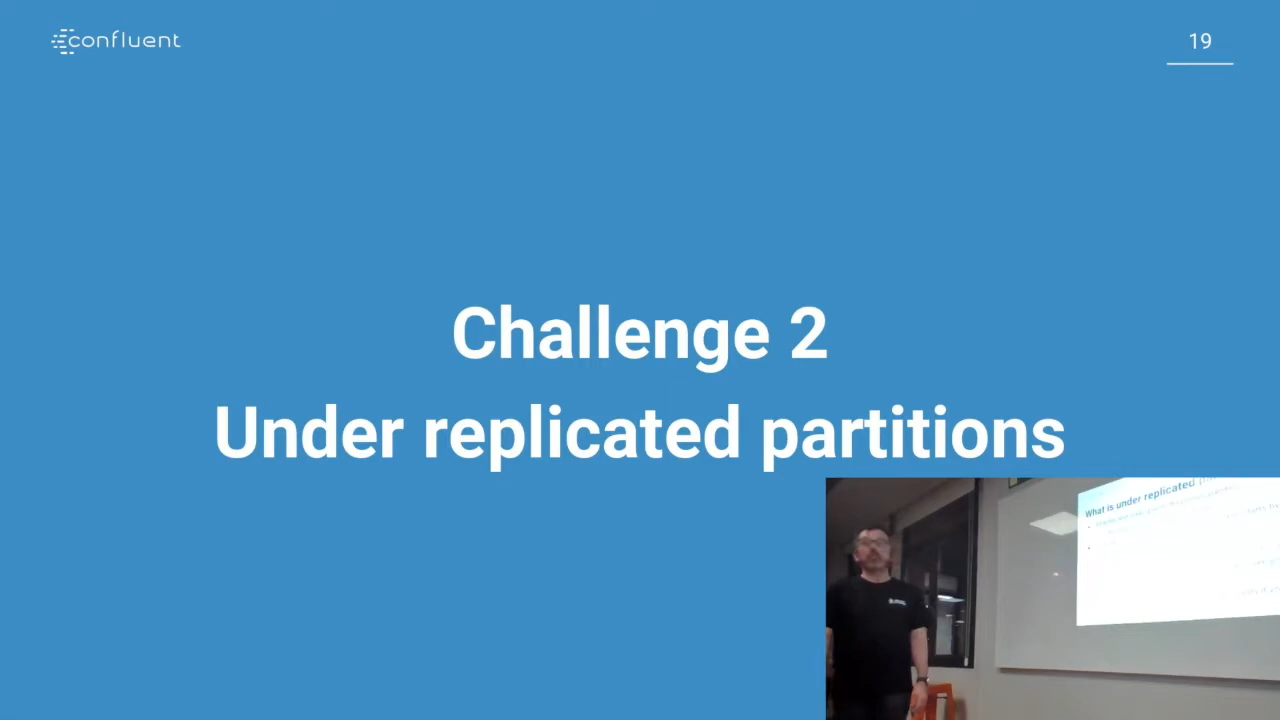 confluent
19
Challenge 2
Under replicated partitions
What is under replicated